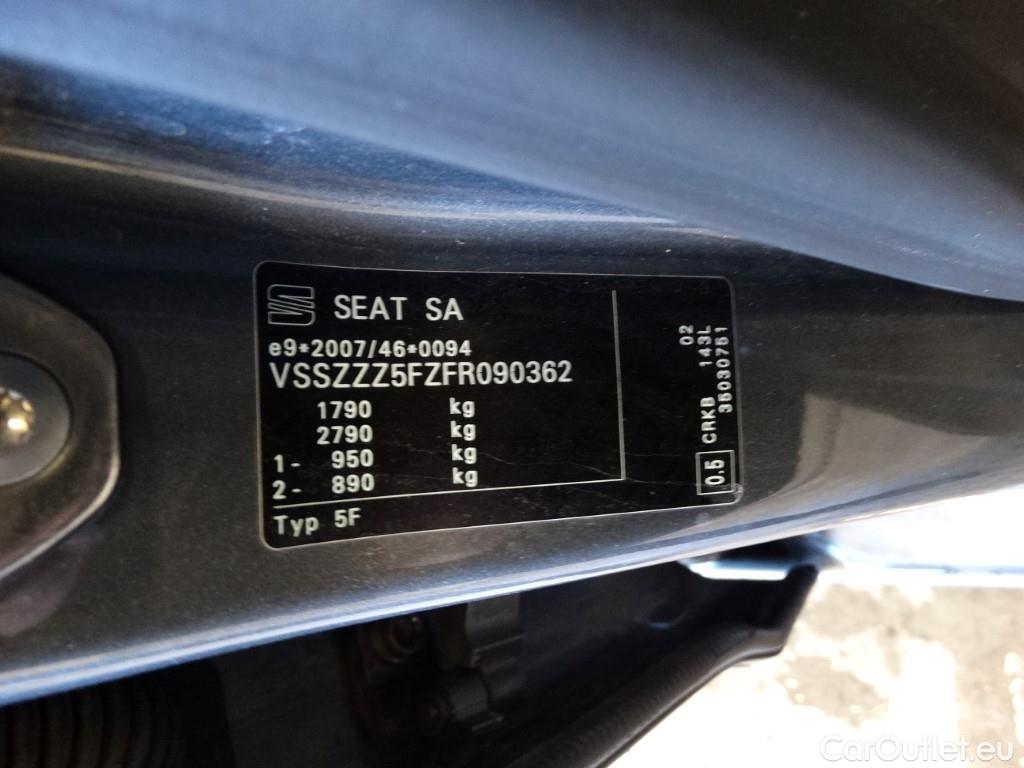 SEAT SA
e9*2007/46*0094
VSSZZZ5FZFR090362
1790 kg
2790 kg
1- 950 kg
2- 890 kg
Typ 5F
02
0.5 CRKB 143L
35030751
CarOutlet.eu